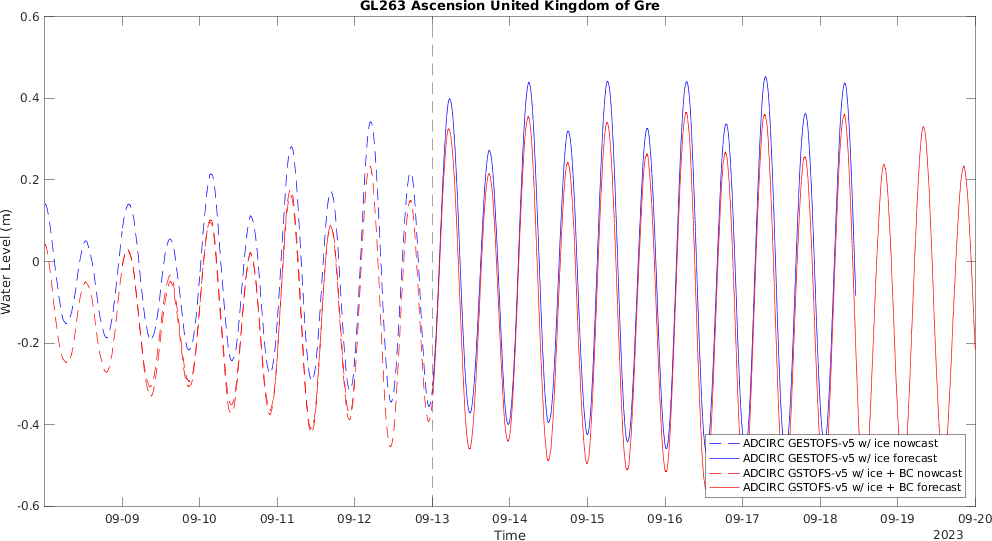 GL263 Ascension United Kingdom of Gre
0.6
0.4
0.2
0
-0.2
-0.4
-0.6
Water Level (m)
ADCIRC GESTOFS-v5 w/ ice nowcast
ADCIRC GESTOFS-v5 w/ ice forecast
ADCIRC GSTOFS-v5 w/ ice + BC nowcast
ADCIRC GSTOFS-v5 w/ ice + BC forecast
09-09 09-10 09-11 09-12 09-13 09-14 09-15 09-16 09-17 09-18 09-19 09-20
Time
2023